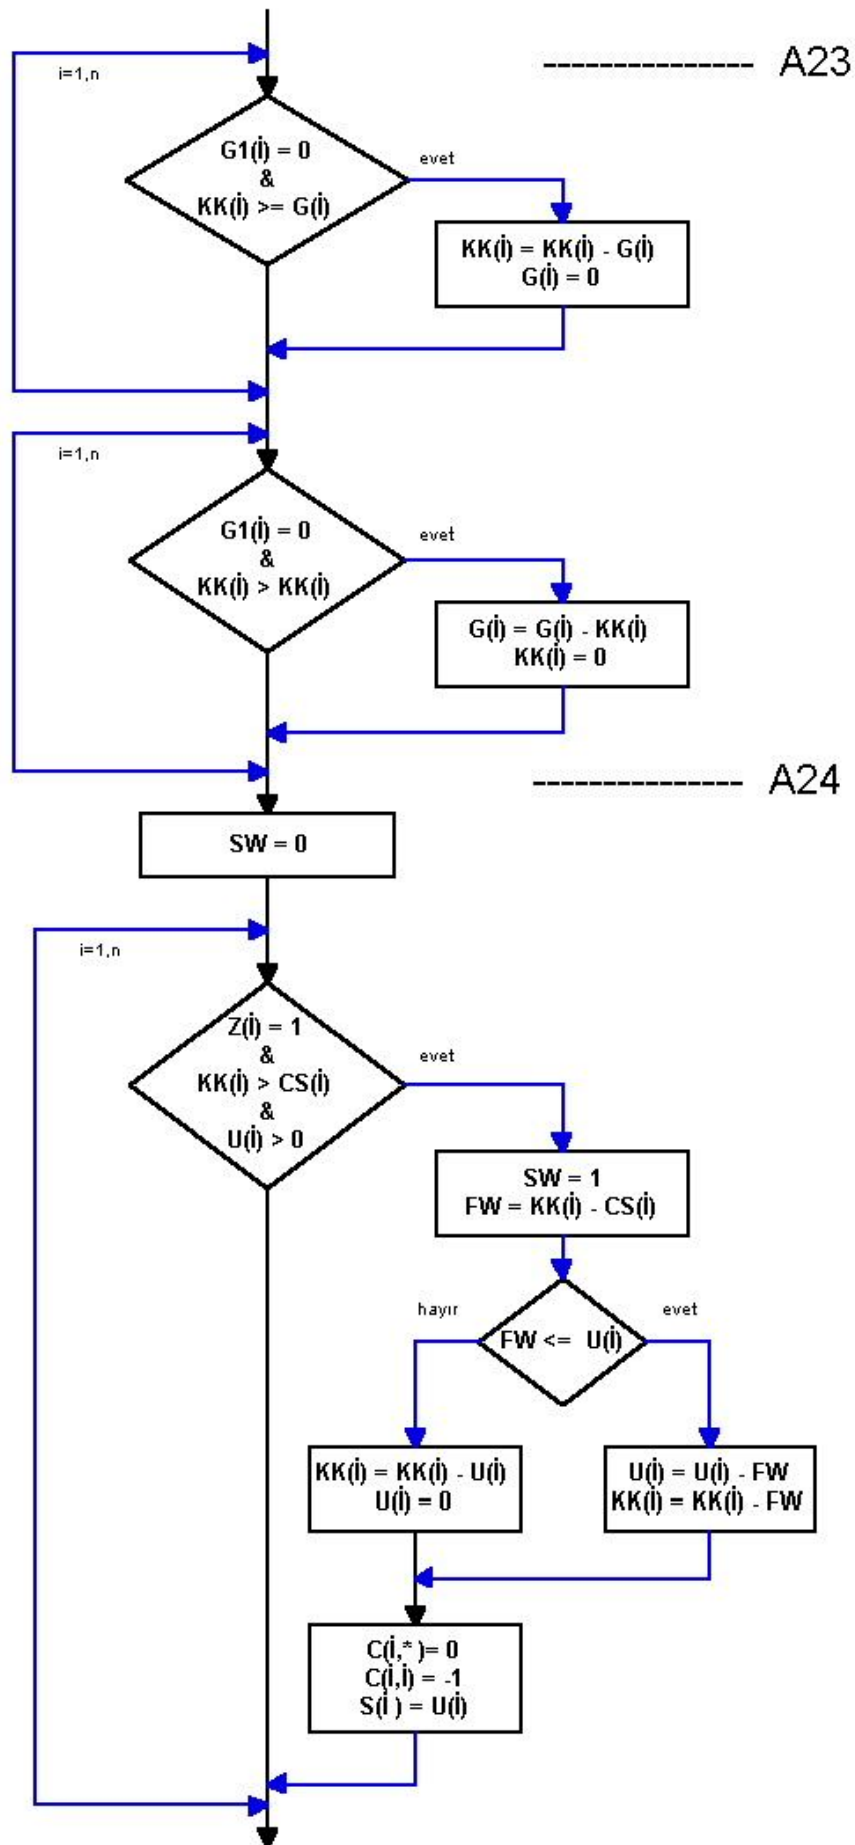 i=1,n
--------------------- A23
G1(İ) = 0
&
KK(İ) >= G(İ)
evet
KK(İ) = KK(İ) - G(İ)
G(İ) = 0
i=1,n
G1(İ) = 0
&
KK(İ) > KK(İ)
evet
G(İ) = G(İ) - KK(İ)
KK(İ) = 0
--------------------- A24
SW = 0
i=1,n
Z(İ) = 1
&
KK(İ) > CS(İ)
&
U(İ) > 0
evet
SW = 1
FW = KK(İ) - CS(İ)
hayır
evet
FW <= U(İ)
KK(İ) = KK(İ) - U(İ)
U(İ) = 0
U(İ) = U(İ) - FW
KK(İ) = KK(İ) - FW
C(İ,* )= 0
C(İ,İ) = -1
S(İ ) = U(İ)